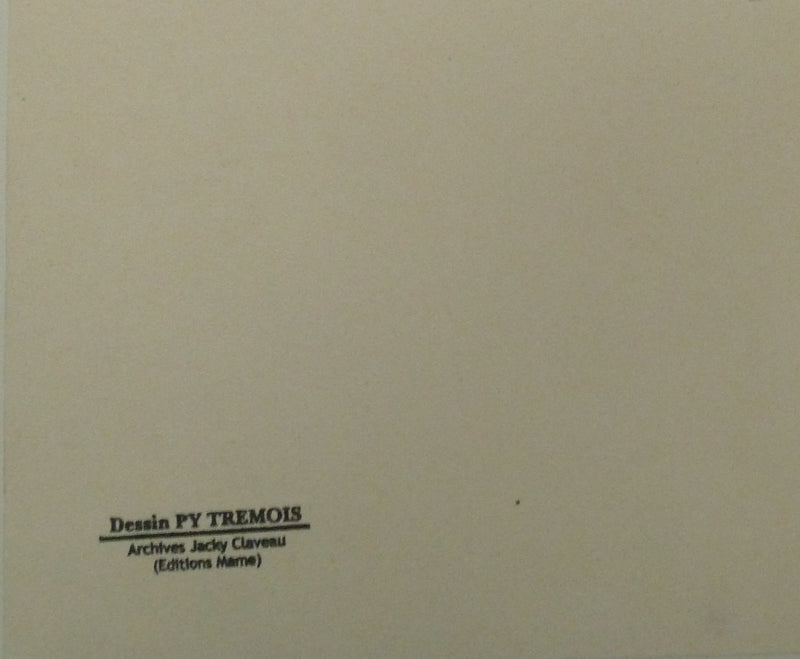 Dessin PY TREMOIS
Archives Jacky Claveau
(Editions Mame)